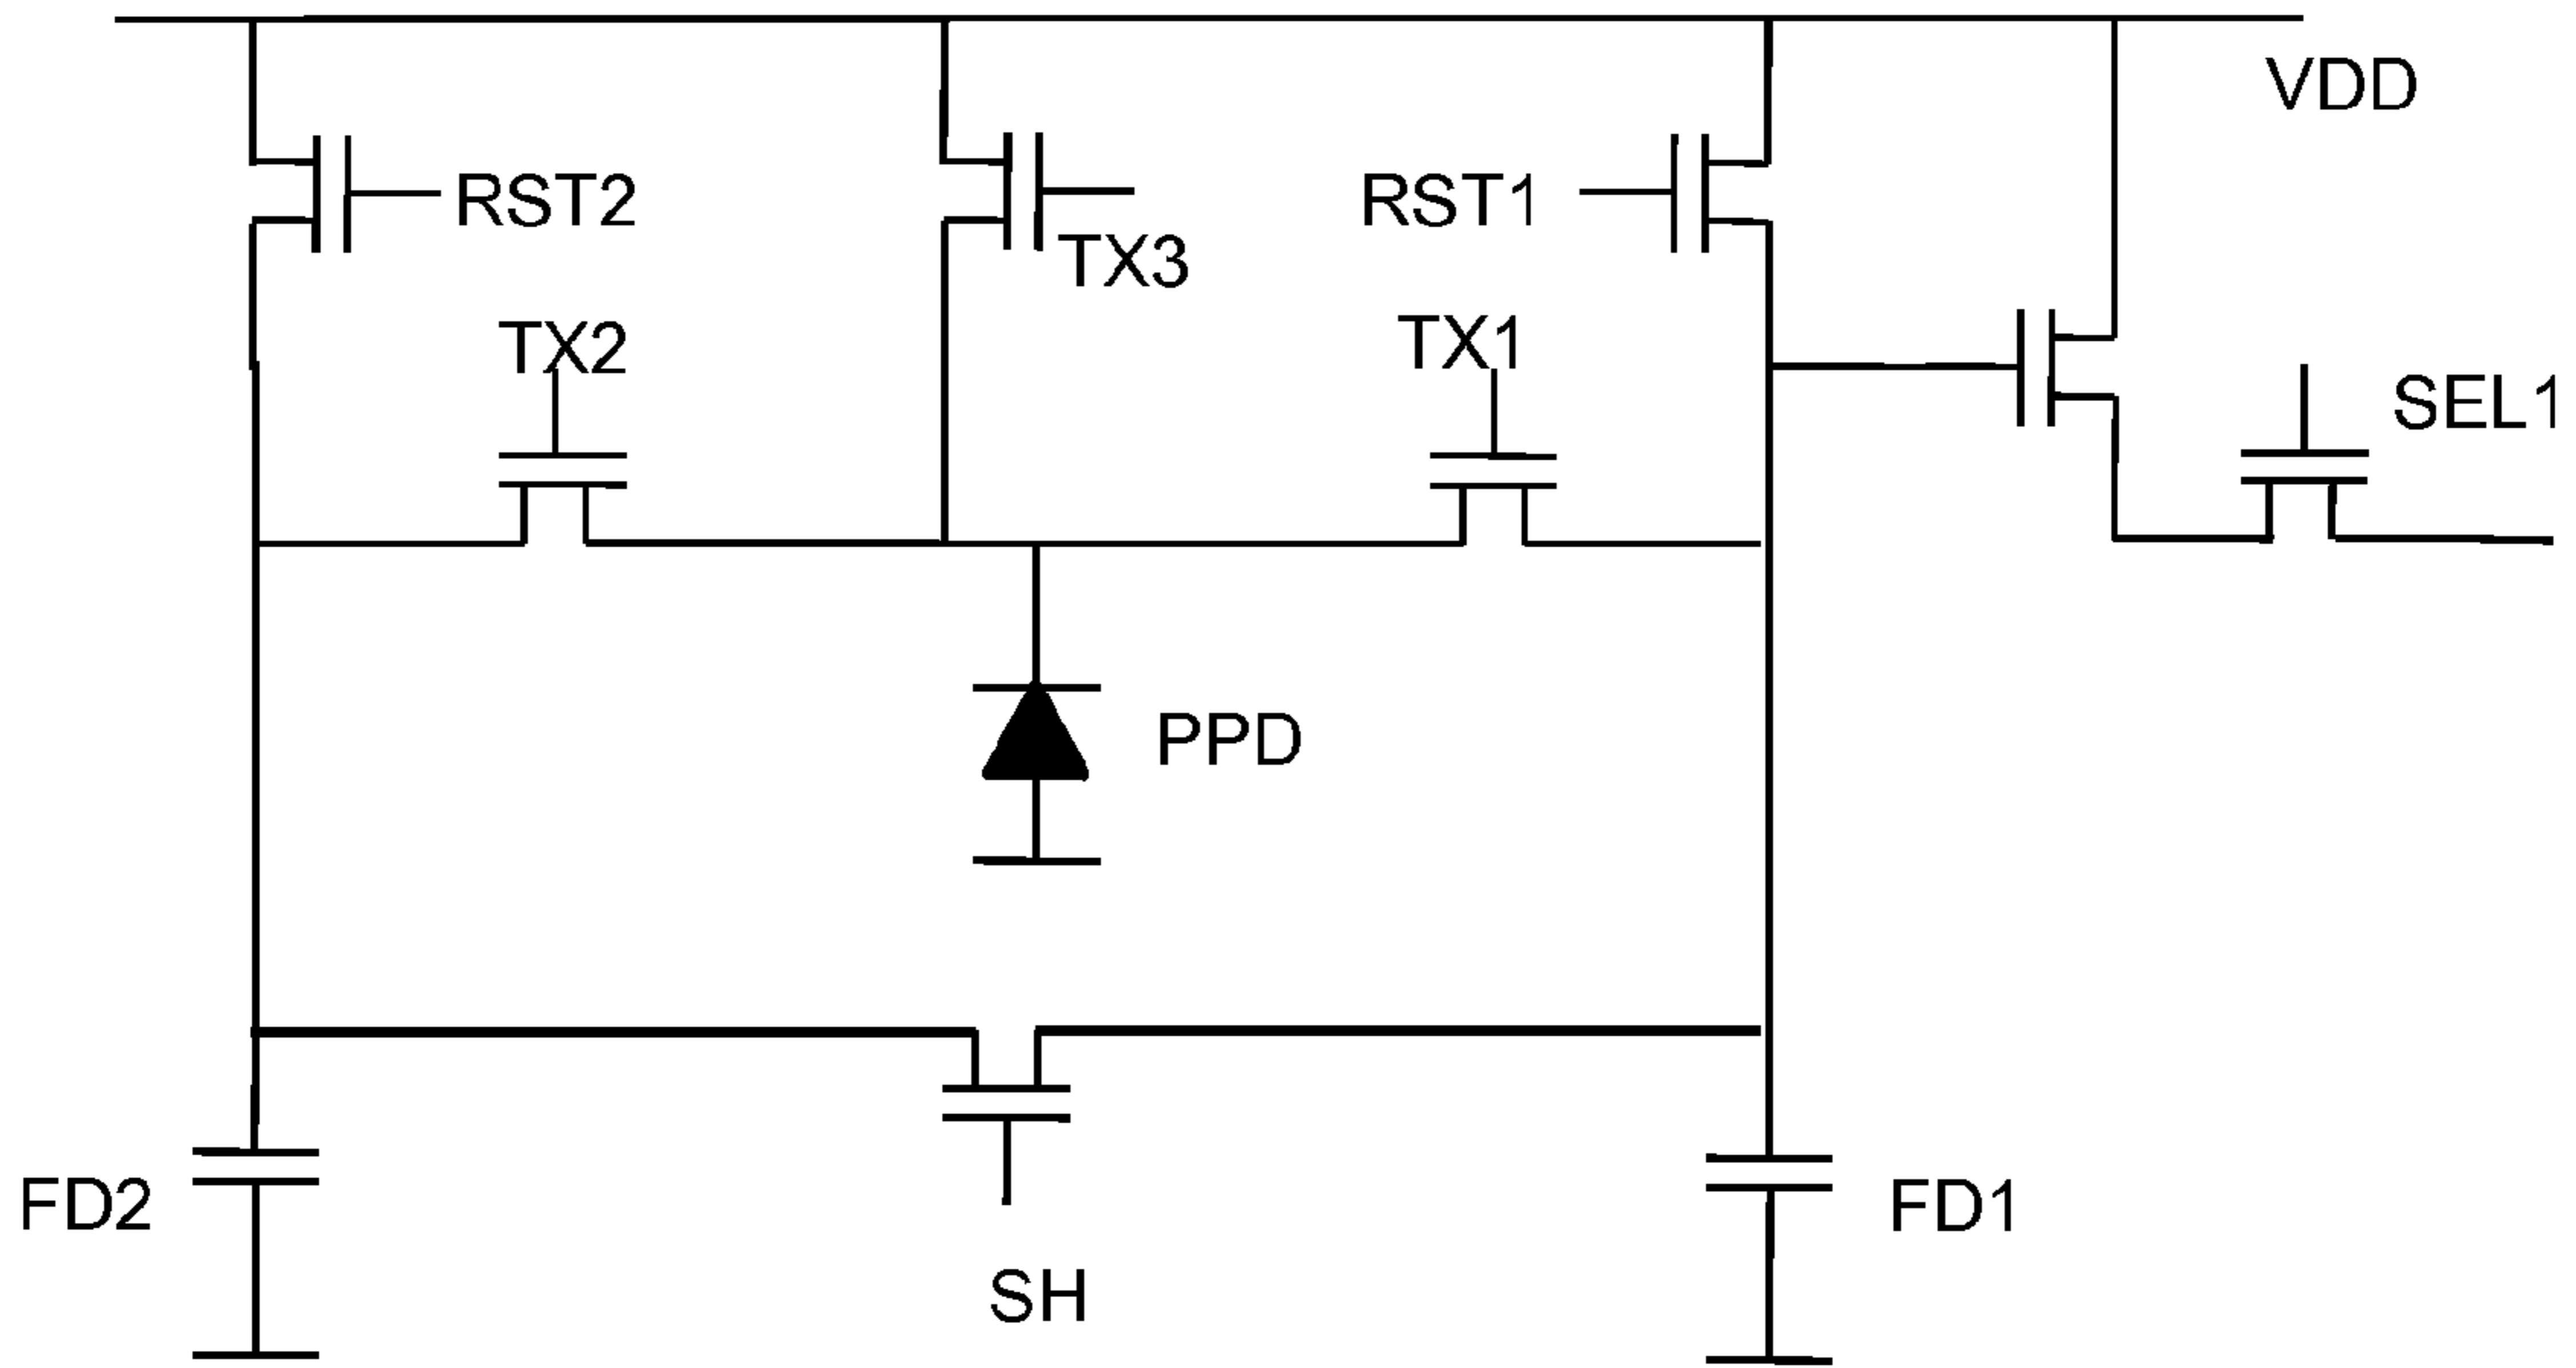 VDD
RST2
RST1
TX3
TX2
TX1
SEL1
PPD
FD2
FD1
SH